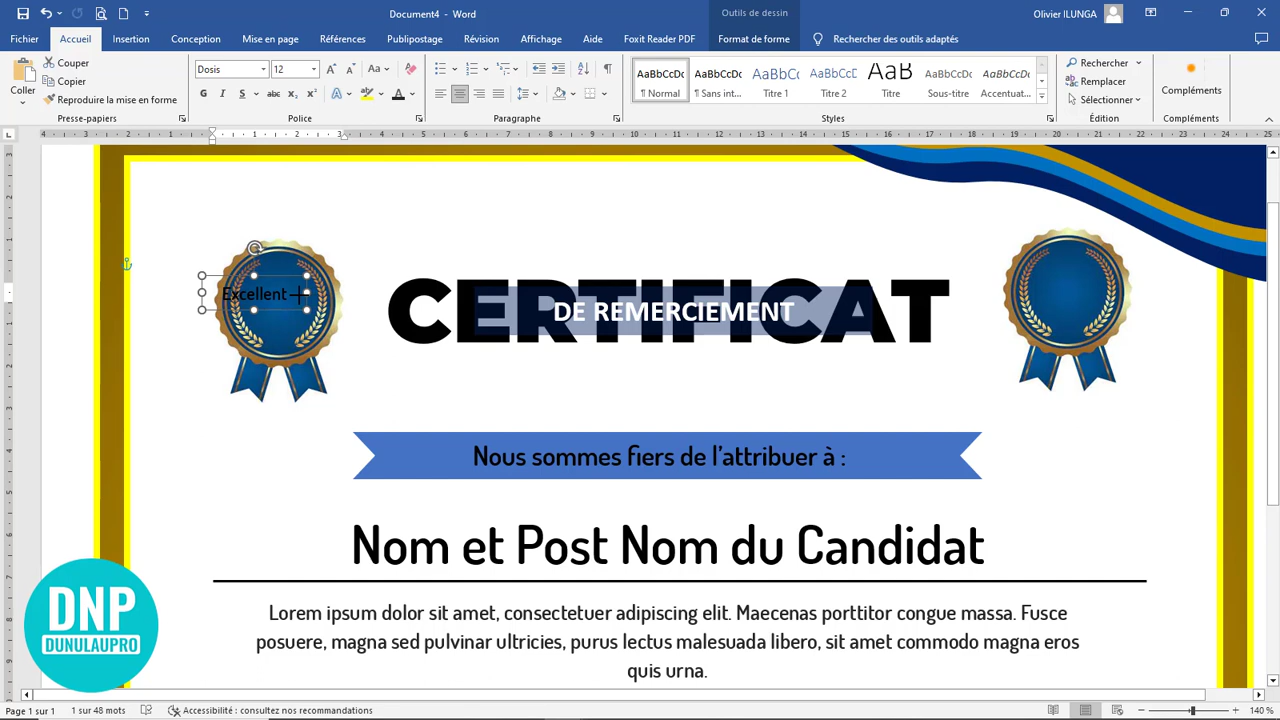 Document4 - Word
Outils de dessin
Olivier ILUNGA
Fichier Accueil Insertion Conception Mise en page Références Publipostage Révision Affichage Aide Foxit Reader PDF Format de forme Rechercher des outils adaptés
Coller
Couper
Copier
Reproduire la mise en forme
Presse-papiers
Dosis 12
Police
Paragraphe
AaBbCcDc ¶ Normal
AaBbCcDc ¶ Sans int...
AaBbCc Titre 1
AaBbCcD Titre 2
AaB Titre
AaBbCcDc Sous-titre
AaBbCcDc Accentuat...
Styles
Rechercher
Remplacer
Sélectionner
Édition
Compléments
Compléments
Excellent
CERTIFICAT
DE REMERCIEMENT
Nous sommes fiers de l’attribuer à :
Nom et Post Nom du Candidat
Lorem ipsum dolor sit amet, consectetuer adipiscing elit. Maecenas porttitor congue massa. Fusce
posuere, magna sed pulvinar ultricies, purus lectus malesuada libero, sit amet commodo magna eros
quis urna.
DNP
DUNULAUPRO
Page 1 sur 1 1 sur 48 mots Accessibilité : consultez nos recommandations 140 %